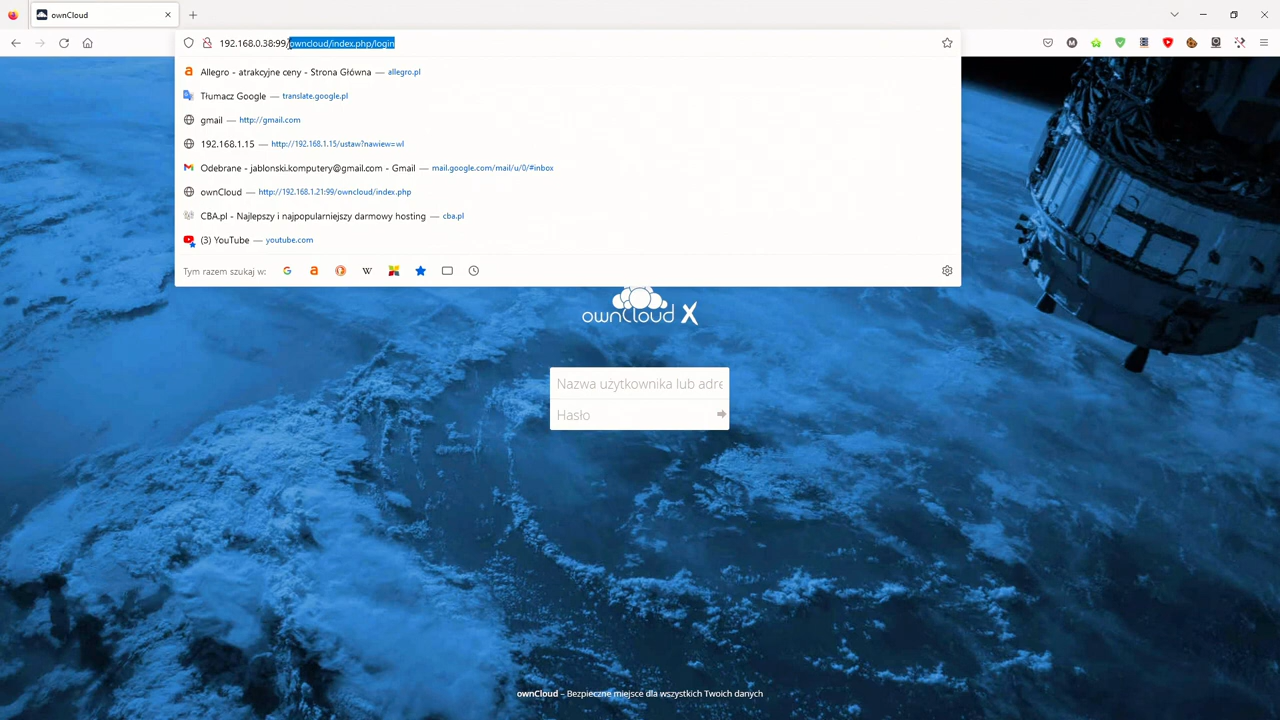 ownCloud
192.168.0.38:99/owncloud/index.php/login
Allegro - atrakcyjne ceny - Strona Główna — allegro.pl
Tłumacz Google — translate.google.pl
gmail — http://gmail.com
192.168.1.15 — http://192.168.1.15/ustaw?nawiew=wl
Odebrane - jablonski.komputery@gmail.com - Gmail — mail.google.com/mail/u/0/#inbox
ownCloud — http://192.168.1.21:99/owncloud/index.php
CBA.pl - Najlepszy i najpopularniejszy darmowy hosting — cba.pl
(3) YouTube — youtube.com
Tym razem szukaj w:
ownCloud X
Nazwa użytkownika lub adre
Hasło
ownCloud – Bezpieczne miejsce dla wszystkich Twoich danych